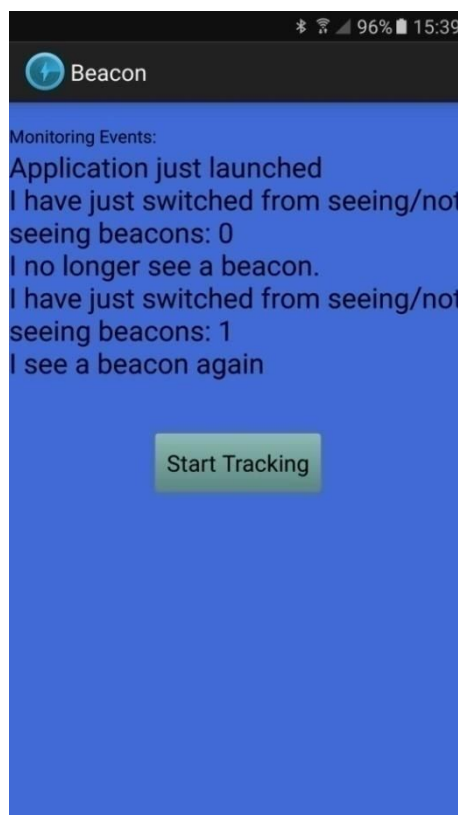 96% 15:39
Beacon
Monitoring Events:
Application just launched
I have just switched from seeing/not
seeing beacons: 0
I no longer see a beacon.
I have just switched from seeing/not
seeing beacons: 1
I see a beacon again
Start Tracking